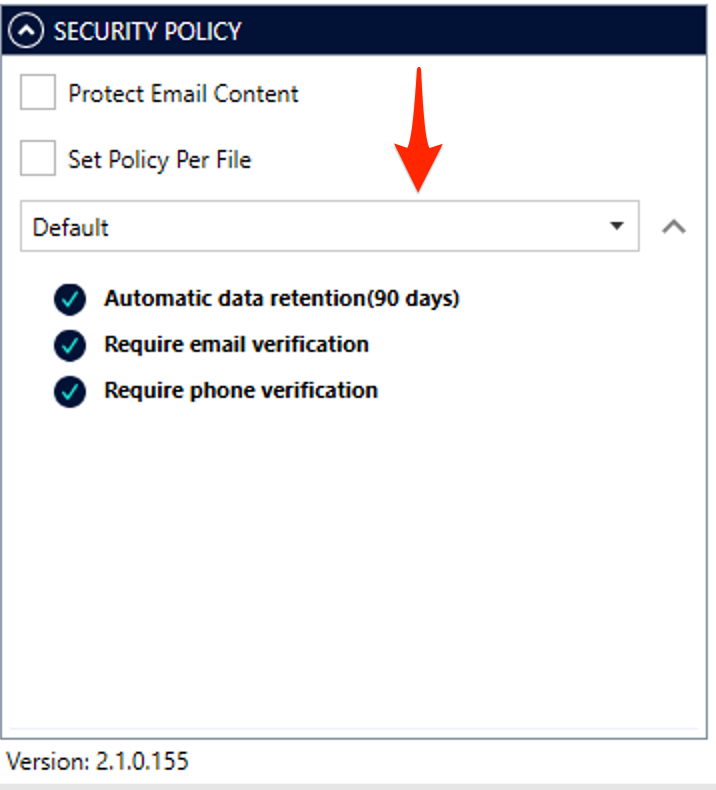 SECURITY POLICY
Protect Email Content
Set Policy Per File
Default
Automatic data retention(90 days)
Require email verification
Require phone verification
Version: 2.1.0.155